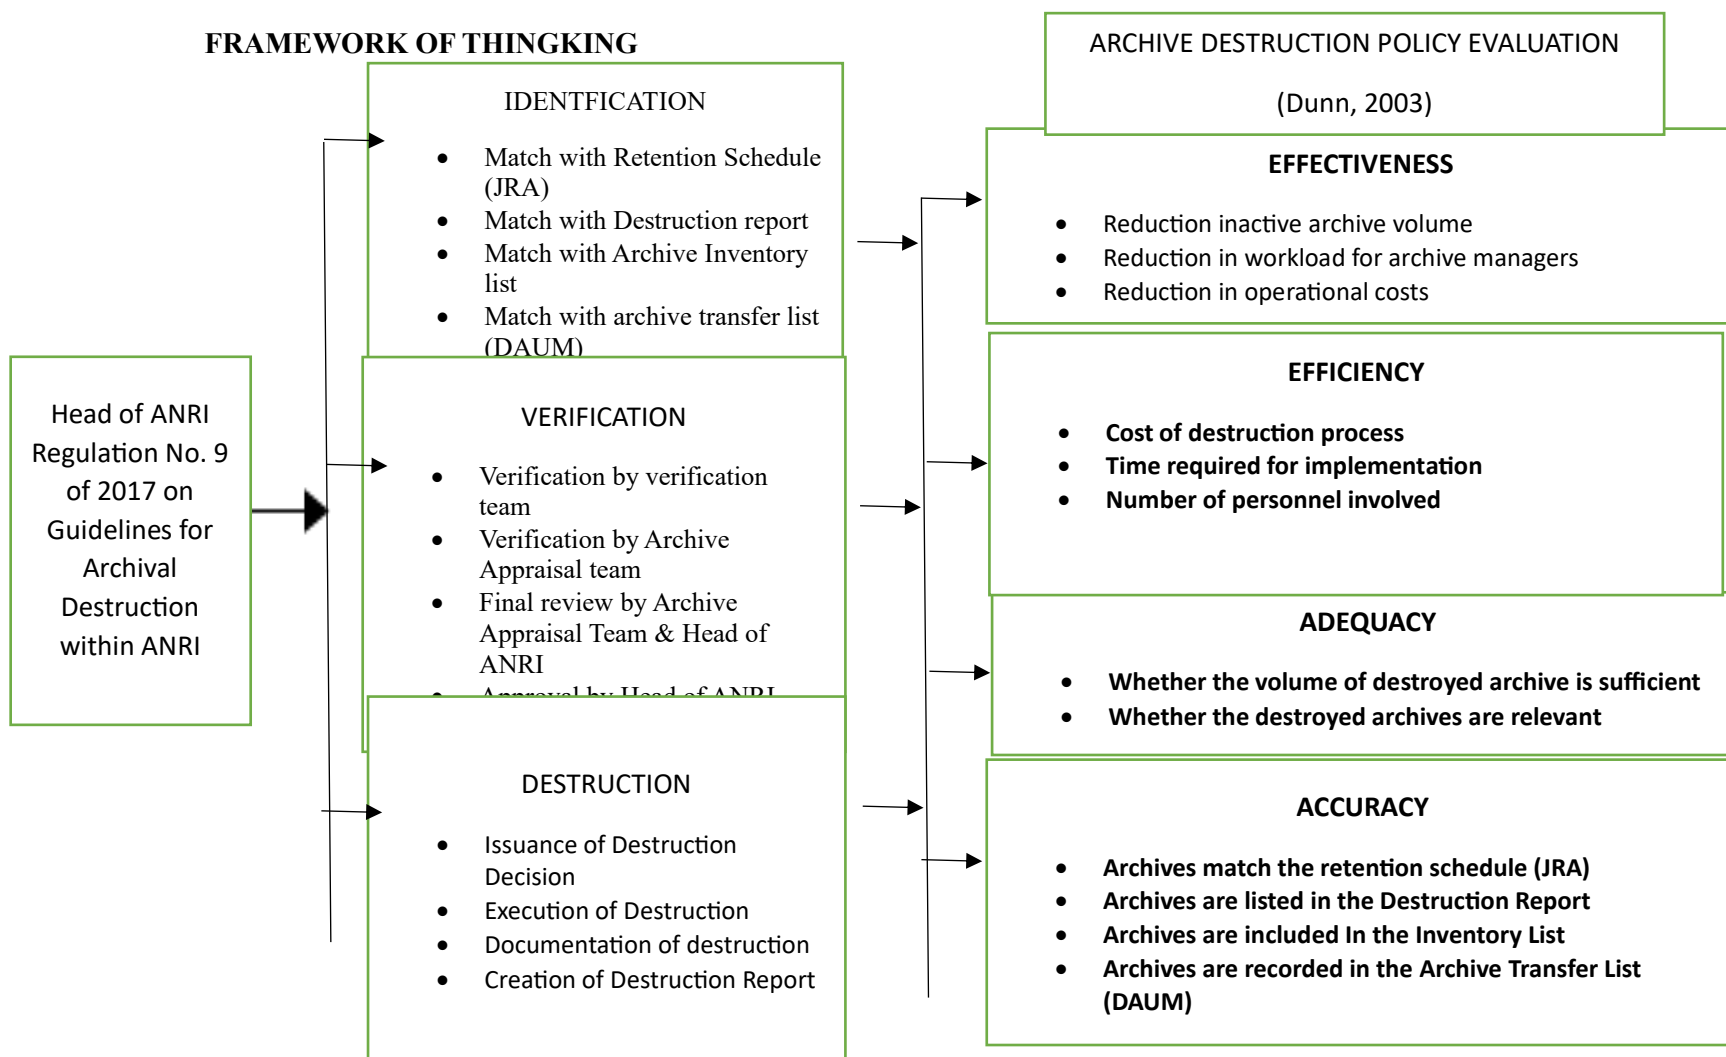 FRAMEWORK OF THINGKING
Head of ANRI
Regulation No. 9
of 2017 on
Guidelines for
Archival
Destruction
within ANRI
IDENTFICATION
• Match with Retention Schedule
(JRA)
• Match with Destruction report
• Match with Archive Inventory
list
• Match with archive transfer list
(DAUM)
VERIFICATION
• Verification by verification
team
• Verification by Archive
Appraisal team
• Final review by Archive
Appraisal Team & Head of
ANRI
• Approval by Head of ANRI
DESTRUCTION
• Issuance of Destruction
Decision
• Execution of Destruction
• Documentation of destruction
• Creation of Destruction Report
ARCHIVE DESTRUCTION POLICY EVALUATION
(Dunn, 2003)
EFFECTIVENESS
• Reduction inactive archive volume
• Reduction in workload for archive managers
• Reduction in operational costs
EFFICIENCY
• Cost of destruction process
• Time required for implementation
• Number of personnel involved
ADEQUACY
• Whether the volume of destroyed archive is sufficient
• Whether the destroyed archives are relevant
ACCURACY
• Archives match the retention schedule (JRA)
• Archives are listed in the Destruction Report
• Archives are included In the Inventory List
• Archives are recorded in the Archive Transfer List
(DAUM)